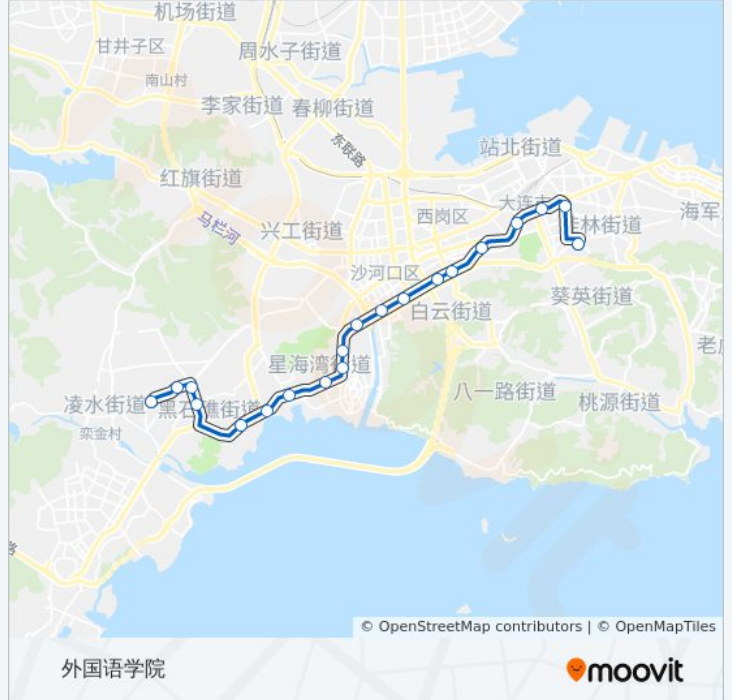 机场街道
甘井子区
周水子街道
南山村
李家街道
春柳街道
东联路
站北街道
红旗街道
大连市
西岗区
桂林街道
海军
马栏河
兴工街道
沙河口区
葵英街道
白云街道
老虎
星海湾街道
八一路街道
桃源街道
凌水街道
黑石礁街道
栾金村
路
© OpenStreetMap contributors | © OpenMapTiles
外国语学院
moovit